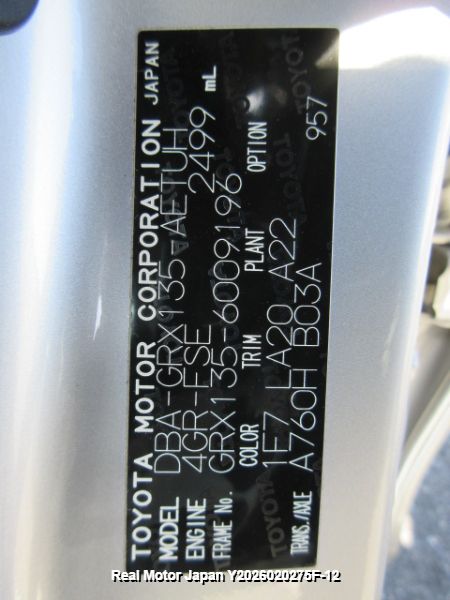 TOYOTA MOTOR CORPORATION JAPAN
MODEL DBA-GRX135-AETUH
ENGINE 4GR-FSE 2499 mL
FRAME No. GRX135-6009196
COLOR TRIM PLANT OPTION
1E7 LA20 A22
TRANS./AXLE A760H B03A 957
Real Motor Japan Y2026020275F-12